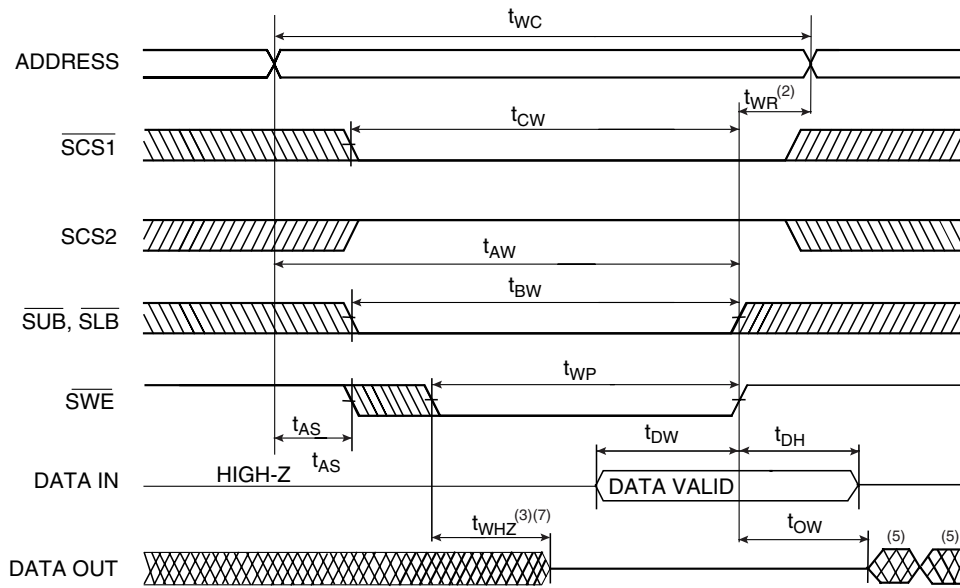 tWC
ADDRESS
tWR(2)
tCW
SCS1
SCS2
tAW
tBW
SUB, SLB
tWP
SWE
tAS
tAS
tDW
tDH
HIGH-Z
DATA IN
DATA VALID
tWHZ(3)(7)
tOW
(5)
(5)
DATA OUT